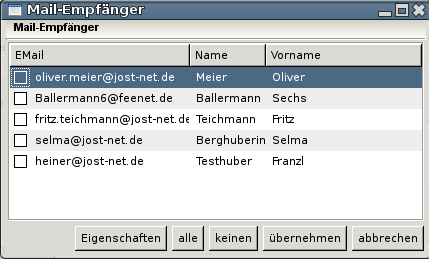 Mail-Empfänger
Mail-Empfänger
EMail Name Vorname
oliver.meier@jost-net.de Meier Oliver
Ballermann6@feenet.de Ballermann Sechs
fritz.teichmann@jost-net.de Teichmann Fritz
selma@jost-net.de Berghuberin Selma
heiner@jost-net.de Testhuber Franzl
Eigenschaften alle keinen übernehmen abbrechen